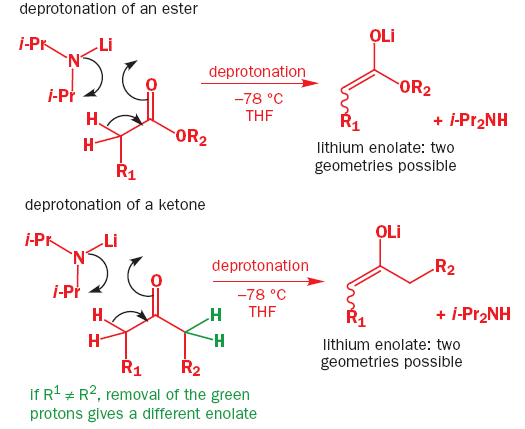 deprotonation of an ester
i-Pr
Li
N
i-Pr
H
H
O
OR2
R1
deprotonation
–78 °C
THF
OLi
OR2
R1
+ i-Pr2NH
lithium enolate: two
geometries possible
deprotonation of a ketone
i-Pr
Li
N
i-Pr
H
H
O
H
H
R1
R2
deprotonation
–78 °C
THF
OLi
R2
R1
+ i-Pr2NH
lithium enolate: two
geometries possible
if R1 ≠ R2, removal of the green
protons gives a different enolate